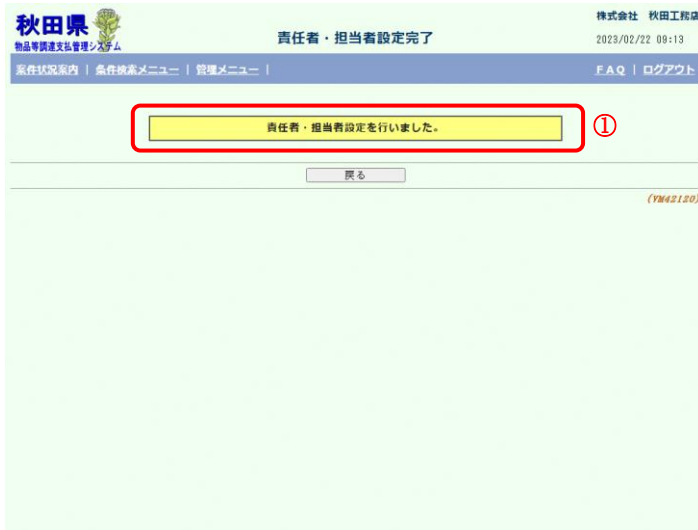 秋田県
物品等調達支払管理システム
責任者・担当者設定完了
株式会社　秋田工務店
2023/02/22 09:13
案件状況案内 | 条件検索メニュー | 管理メニュー |
FAQ | ログアウト
責任者・担当者設定を行いました。
①
戻る
(YM42120)